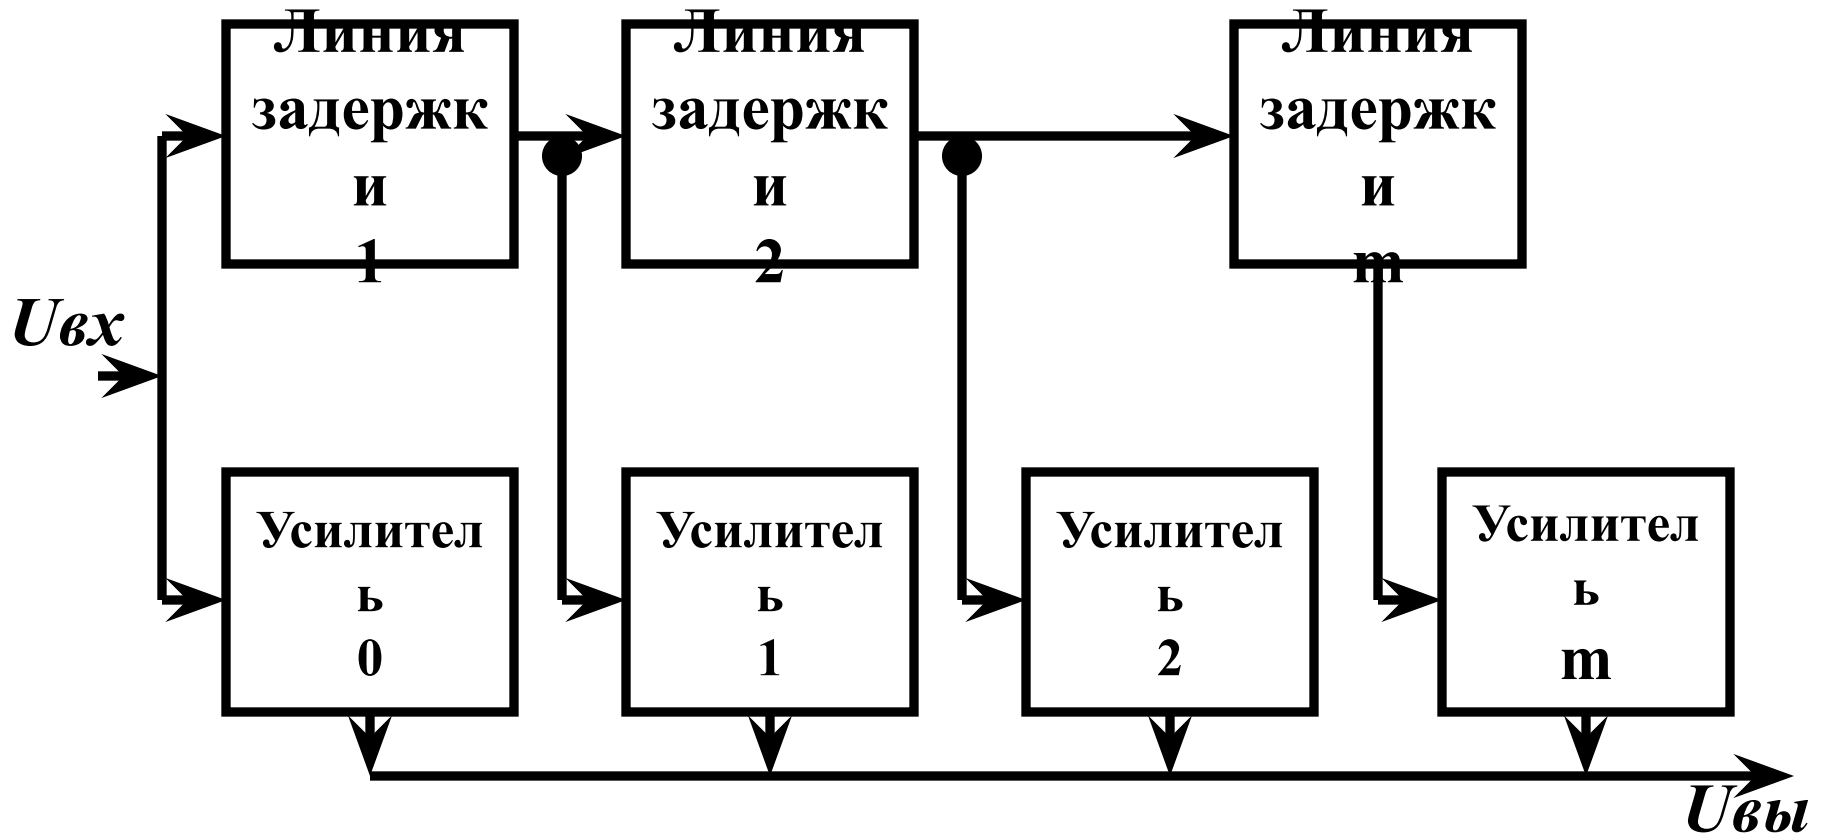 Линия
задержк
и
1
Линия
задержк
и
2
Линия
задержк
и
m
Uвх
Усилител
ь
0
Усилител
ь
1
Усилител
ь
2
Усилител
ь
m
Uвы